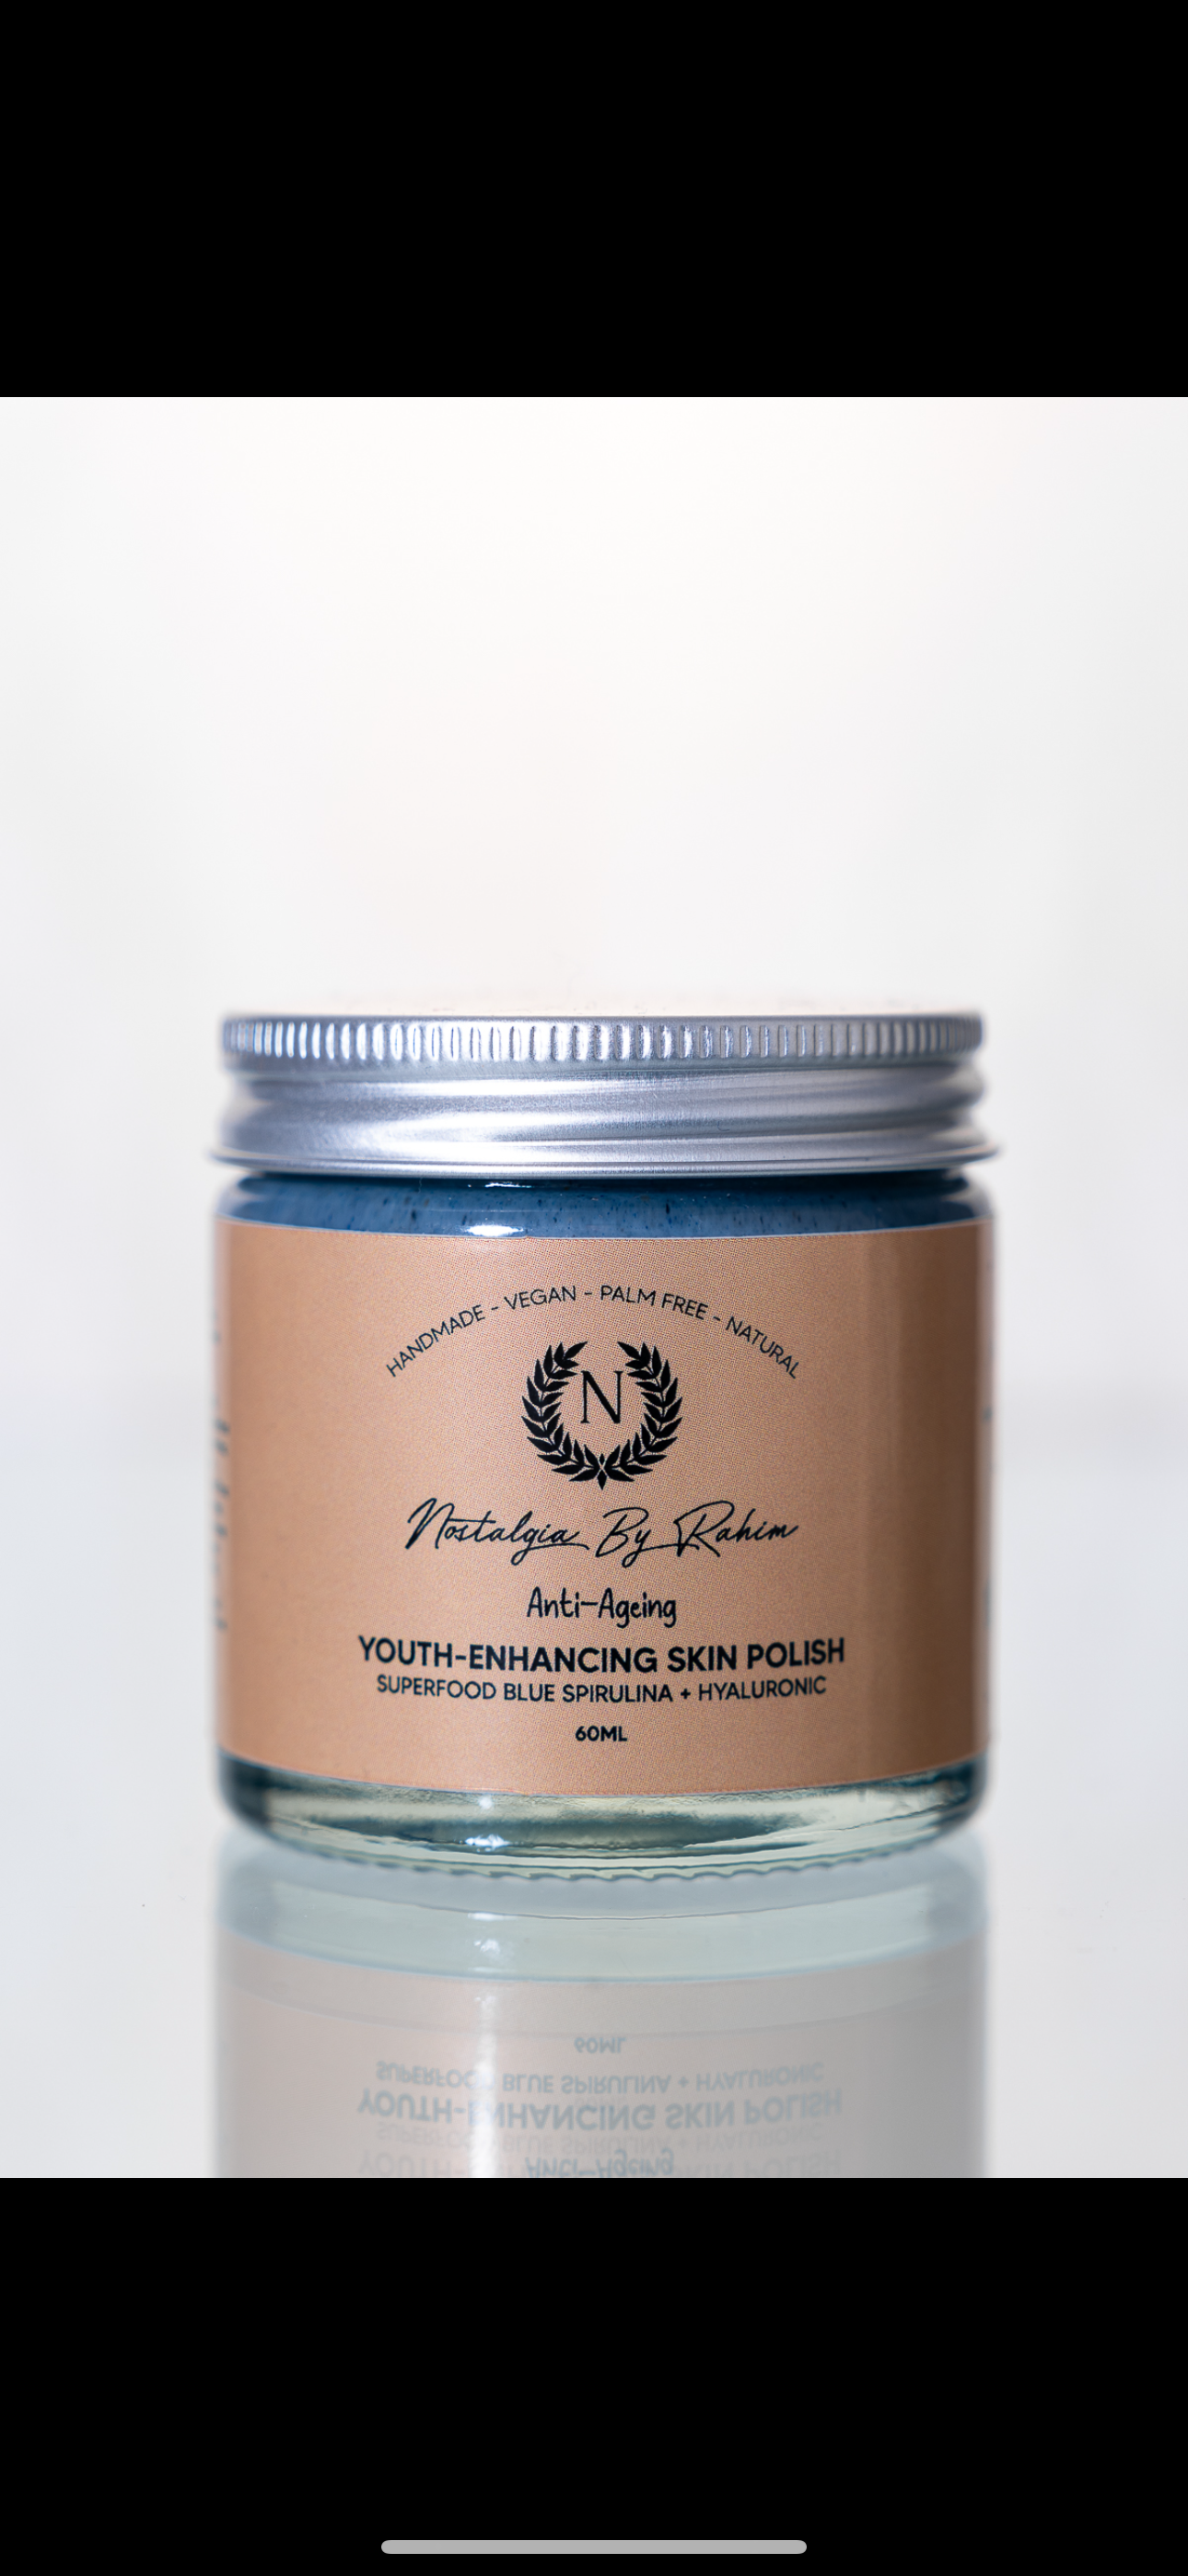 HANDMADE - VEGAN - PALM FREE - NATURAL
N
Nostalgia By Rahim
Anti-Ageing
YOUTH-ENHANCING SKIN POLISH
SUPERFOOD BLUE SPIRULINA + HYALURONIC
60ML